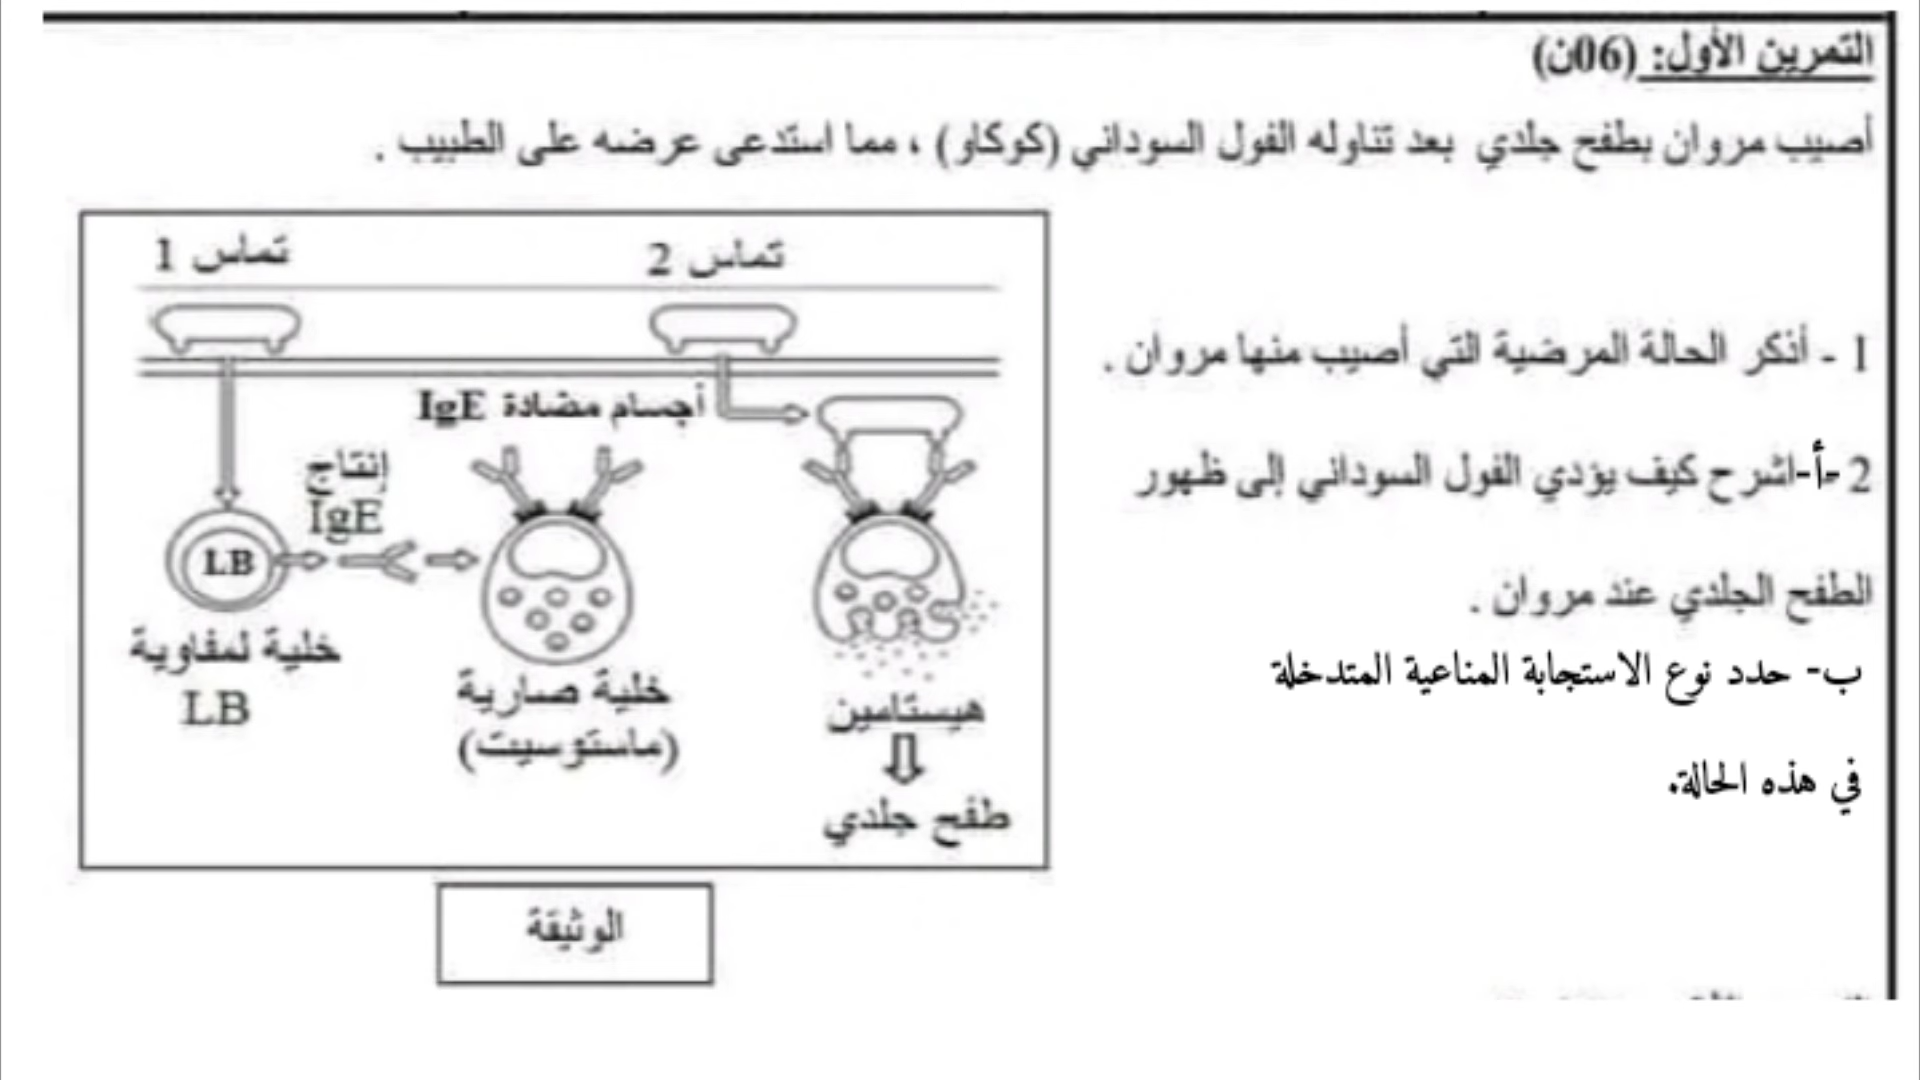 التمرين الأول: (06ن)
أصيب مروان بطفح جلدي بعد تناوله الفول السوداني (كوكاو) ، مما استدعى عرضه على الطبيب .
1 - أذكر الحالة المرضية التي أصيب منها مروان .
2 -أ-اشرح كيف يؤدي الفول السوداني إلى ظهور
الطفح الجلدي عند مروان .
ب- حدد نوع الاستجابة المناعية المتدخلة
في هذه الحالة.
تماس 1
تماس 2
أجسام مضادة IgE
إنتاج
IgE
LB
خلية لمفاوية
LB
خلية صارية
(ماستوسيت)
هيستامين
طفح جلدي
الوثيقة